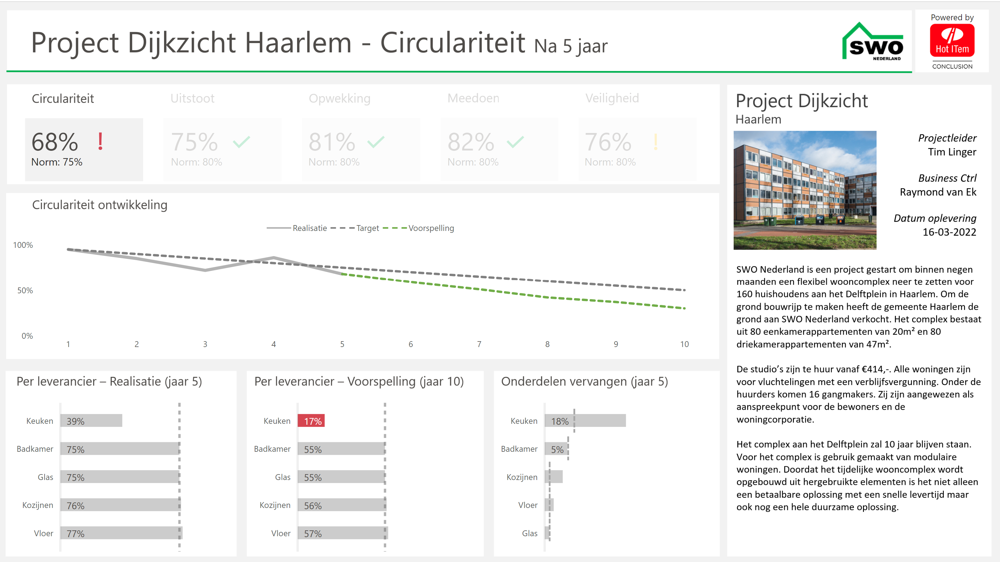 Project Dijkzicht Haarlem - Circulariteit Na 5 jaar
SWO
NEDERLAND
Powered by
Hot ITem
CONCLUSION
Circulariteit
68% !
Norm: 75%
Uitstoot
75%
Norm: 80%
Opwekking
81%
Norm: 80%
Meedoen
82%
Norm: 80%
Veiligheid
76% !
Norm: 80%
Circulariteit ontwikkeling
Realisatie Target Voorspelling
100%
50%
0%
1 2 3 4 5 6 7 8 9 10
Per leverancier – Realisatie (jaar 5)
Keuken 39%
Badkamer 75%
Glas 75%
Kozijnen 76%
Vloer 77%
Per leverancier – Voorspelling (jaar 10)
Keuken 17%
Badkamer 55%
Glas 55%
Kozijnen 56%
Vloer 57%
Onderdelen vervangen (jaar 5)
Keuken 18%
Badkamer 5%
Kozijnen
Vloer
Glas
Project Dijkzicht
Haarlem
Projectleider
Tim Linger
Business Ctrl
Raymond van Ek
Datum oplevering
16-03-2022
SWO Nederland is een project gestart om binnen negen
maanden een flexibel wooncomplex neer te zetten voor
160 huishoudens aan het Delftplein in Haarlem. Om de
grond bouwrijp te maken heeft de gemeente Haarlem de
grond aan SWO Nederland verkocht. Het complex bestaat
uit 80 eenkamerappartementen van 20m² en 80
driekamerappartementen van 47m².
De studio’s zijn te huur vanaf €414,-. Alle woningen zijn
voor vluchtelingen met een verblijfsvergunning. Onder de
huurders komen 16 gangmakers. Zij zijn aangewezen als
aanspreekpunt voor de bewoners en de
woningcorporatie.
Het complex aan het Delftplein zal 10 jaar blijven staan.
Voor het complex is gebruik gemaakt van modulaire
woningen. Doordat het tijdelijke wooncomplex wordt
opgebouwd uit hergebruikte elementen is het niet alleen
een betaalbare oplossing met een snelle levertijd maar
ook nog een hele duurzame oplossing.